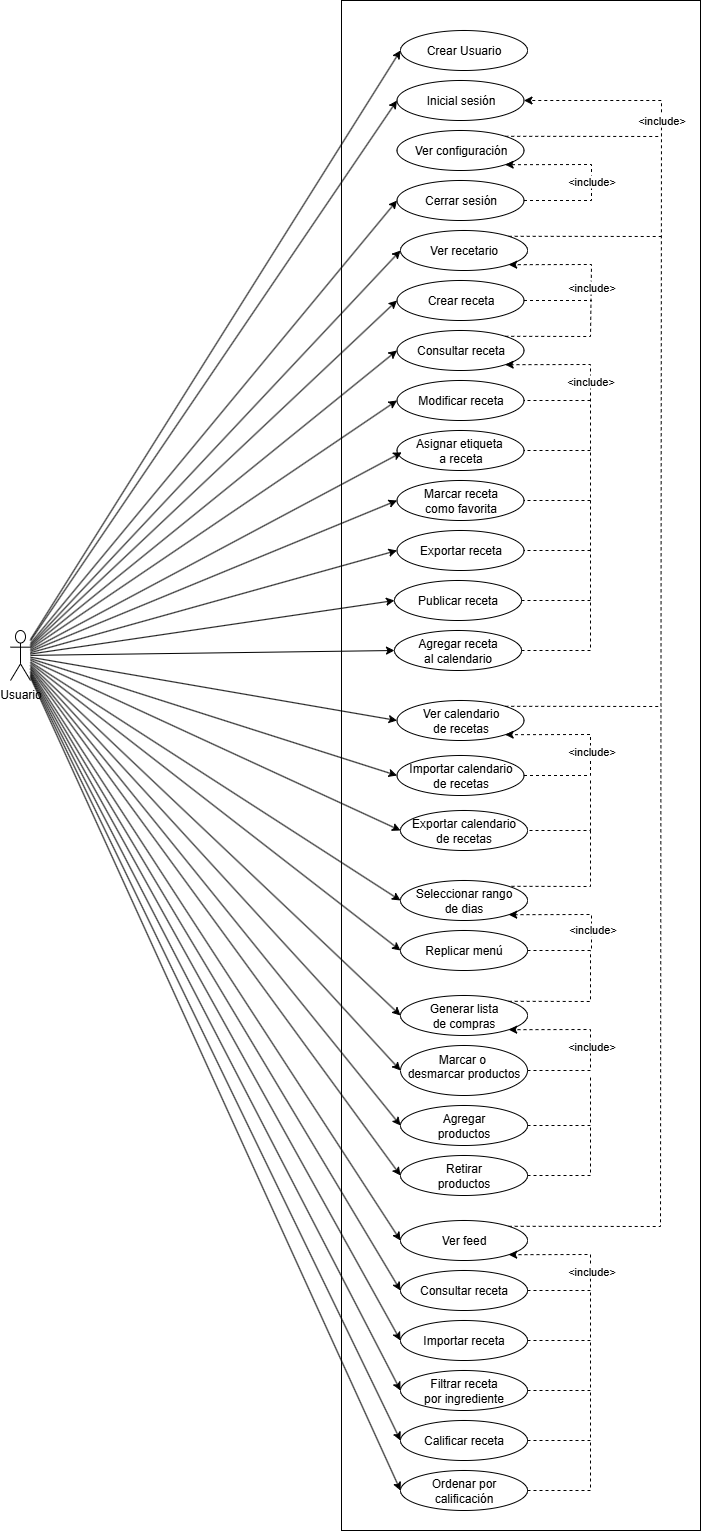 Crear Usuario
Inicial sesión
<include>
Ver configuración
<include>
Cerrar sesión
Ver recetario
<include>
Crear receta
Consultar receta
<include>
Modificar receta
Asignar etiqueta
a receta
Marcar receta
como favorita
Exportar receta
Publicar receta
Agregar receta
al calendario
Usuario
Ver calendario
de recetas
<include>
Importar calendario
de recetas
Exportar calendario
de recetas
Seleccionar rango
de dias
<include>
Replicar menú
Generar lista
de compras
<include>
Marcar o
desmarcar productos
Agregar
productos
Retirar
productos
Ver feed
<include>
Consultar receta
Importar receta
Filtrar receta
por ingrediente
Calificar receta
Ordenar por
calificación